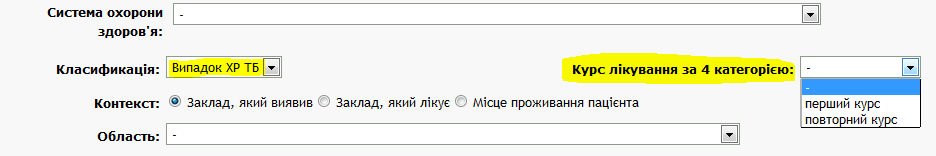 Система охорони здоров'я: -
Класификація: Випадок ХР ТБ Курс лікування за 4 категорією: -
-
Контекст: Заклад, який виявив Заклад, який лікує Місце проживання пацієнта
перший курс
повторний курс
Область: -